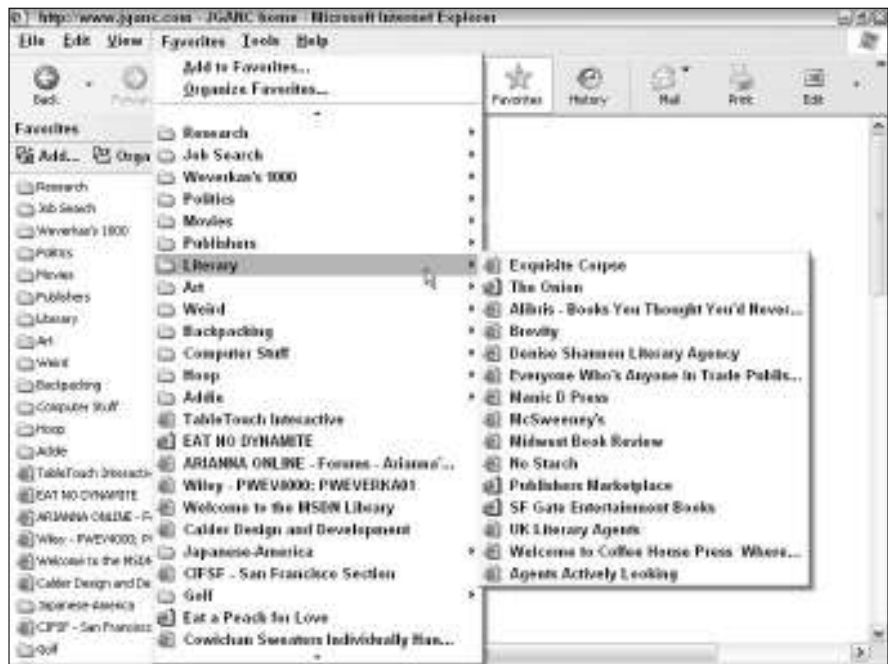 http://www.jganc.com - JGANC home - Microsoft Internet Explorer
File Edit View Favorites Tools Help
Back
Favorites History Mail Print Edit
Add to Favorites...
Organize Favorites...
Research
Job Search
Weverkan's 1000
Politics
Movies
Publishers
Literary
Art
Weird
Backpacking
Computer Stuff
Hoop
Addie
TableTouch Interactive
EAT NO DYNAMITE
ARIANNA ONLINE - Forums - Arianna'...
Wiley - PWEV0000; PWEVERKA01
Welcome to the MSDN Library
Calder Design and Development
Japanese-America
CIFSF - San Francisco Section
Golf
Eat a Peach for Love
Cowichan Sweaters Individually Han...
Exquisite Corpse
The Onion
Alibris - Books You Thought You'd Never...
Brevity
Denise Shannon Literary Agency
Everyone Who's Anyone In Trade Publis...
Manic D Press
McSweeney's
Midwest Book Review
No Starch
Publishers Marketplace
SF Gate Entertainment Books
UK Literary Agents
Welcome to Coffee House Press Where...
Agents Actively Looking
Favorites
Add... Orga
Research
Job Search
Weverkan's 1000
Politics
Movies
Publishers
Literary
Art
Weird
Backpacking
Computer Stuff
Hoop
Addie
TableTouch Interacti
EAT NO DYNAMITE
ARIANNA ONLINE - F
Wiley - PWEV0000; P
Welcome to the MSDN
Calder Design and De
Japanese-America
CIFSF - San Francisc
Golf